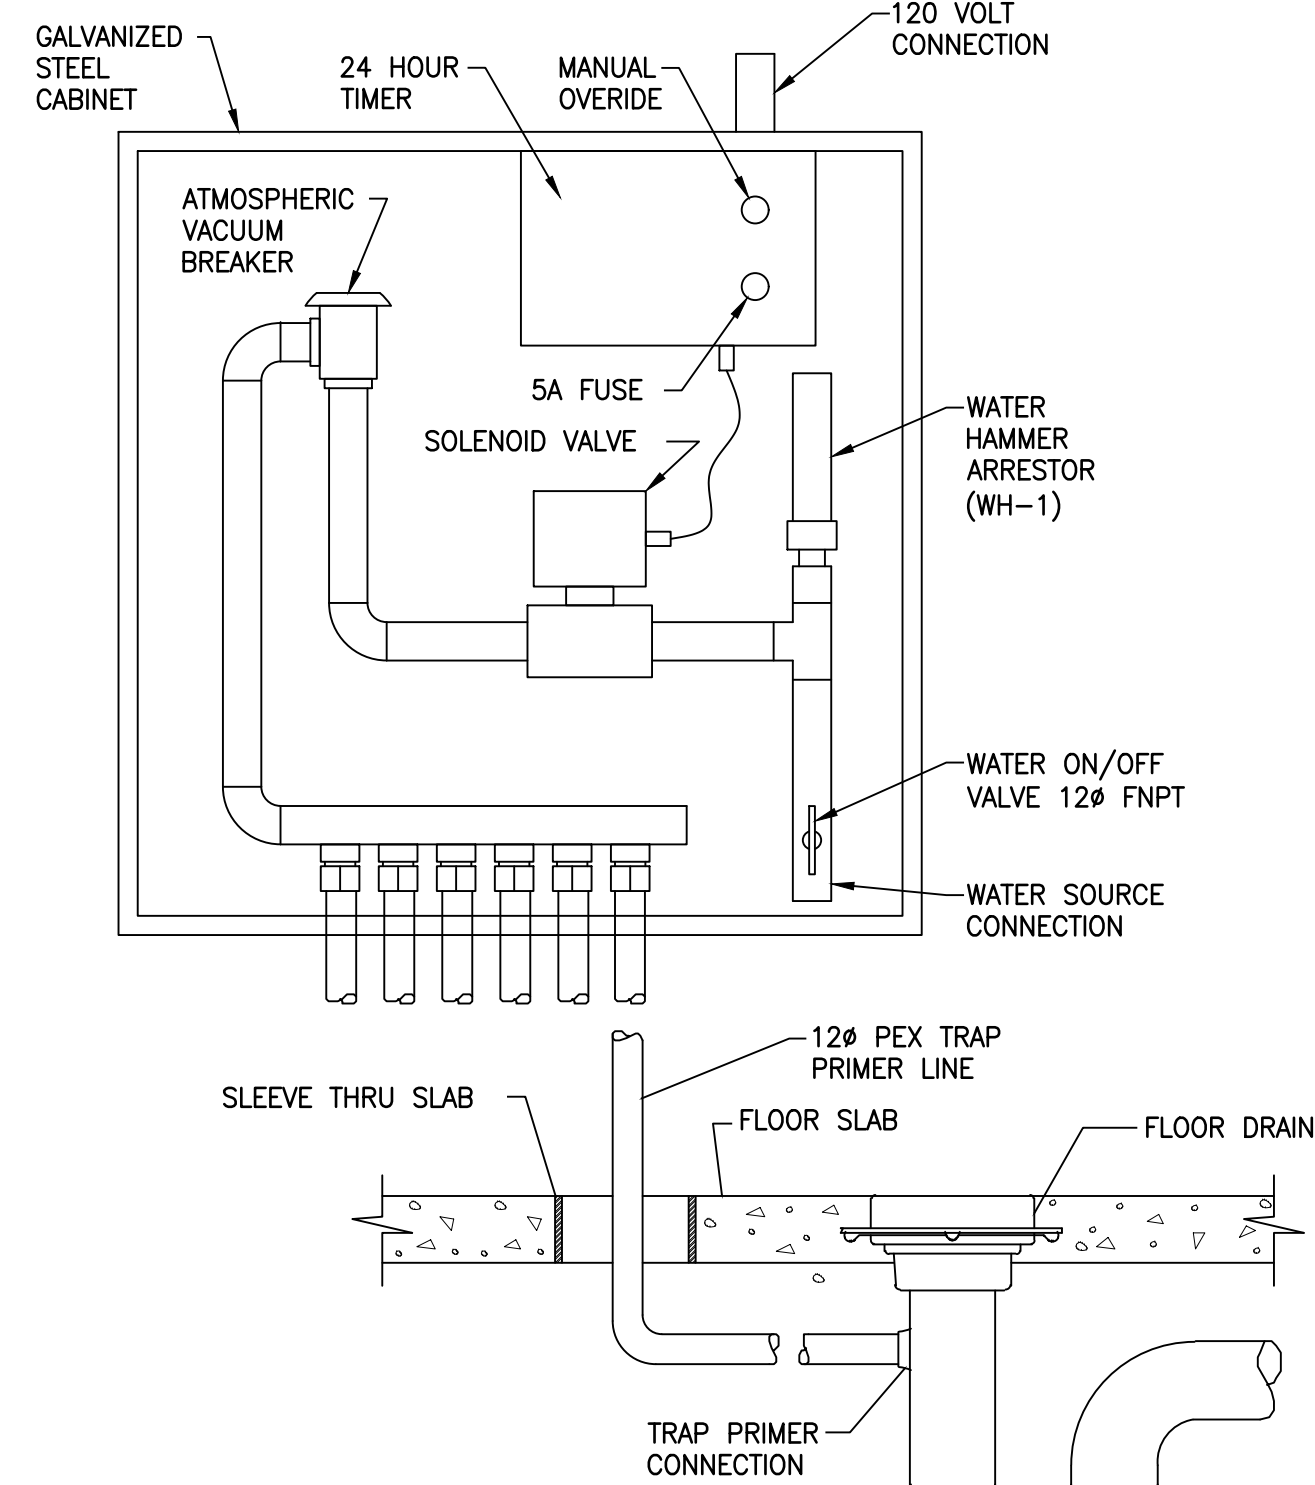 120 VOLT
CONNECTION
GALVANIZED
STEEL
CABINET
24 HOUR
TIMER
MANUAL
OVERIDE
ATMOSPHERIC
VACUUM
BREAKER
5A FUSE
SOLENOID VALVE
WATER
HAMMER
ARRESTOR
(WH-1)
WATER ON/OFF
VALVE 12ø FNPT
WATER SOURCE
CONNECTION
12ø PEX TRAP
PRIMER LINE
SLEEVE THRU SLAB
FLOOR SLAB
FLOOR DRAIN
TRAP PRIMER
CONNECTION